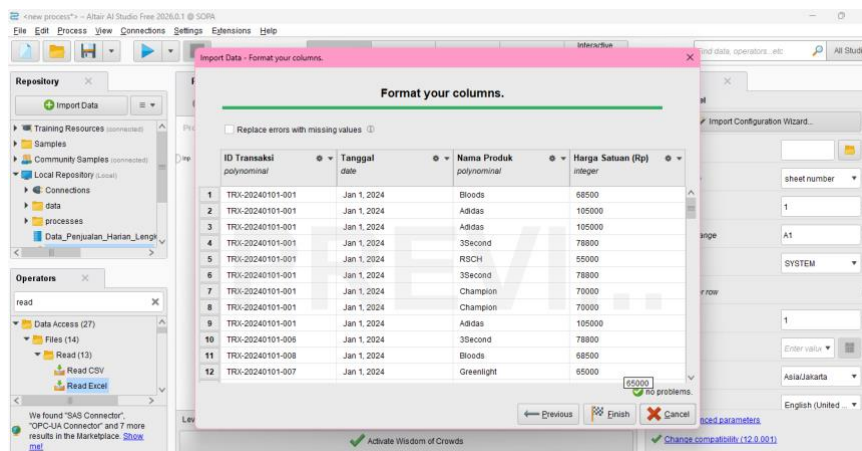 <new process*> – Altair AI Studio Free 2026.0.1 @ SOPA
File Edit Process View Connections Settings Extensions Help
Interactive
Find data, operators...etc
All Studi
Repository
Import Data
Training Resources (connected)
Samples
Community Samples (connected)
Local Repository (Local)
Connections
data
processes
Data_Penjualan_Harian_Lengk
Operators
read
Data Access (27)
Files (14)
Read (13)
Read CSV
Read Excel
We found "SAS Connector",
"OPC-UA Connector" and 7 more
results in the Marketplace. Show
me!
Import Data - Format your columns.
Format your columns.
Replace errors with missing values
ID Transaksi Tanggal Nama Produk Harga Satuan (Rp)
polynominal date polynominal integer
1 TRX-20240101-001 Jan 1, 2024 Bloods 68500
2 TRX-20240101-001 Jan 1, 2024 Adidas 105000
3 TRX-20240101-001 Jan 1, 2024 Adidas 105000
4 TRX-20240101-001 Jan 1, 2024 3Second 78800
5 TRX-20240101-001 Jan 1, 2024 RSCH 55000
6 TRX-20240101-001 Jan 1, 2024 3Second 78800
7 TRX-20240101-001 Jan 1, 2024 Champion 70000
8 TRX-20240101-001 Jan 1, 2024 Champion 70000
9 TRX-20240101-001 Jan 1, 2024 Adidas 105000
10 TRX-20240101-006 Jan 1, 2024 3Second 78800
11 TRX-20240101-008 Jan 1, 2024 Bloods 68500
12 TRX-20240101-007 Jan 1, 2024 Greenlight 65000
65000
no problems.
Previous Finish Cancel
Activate Wisdom of Crowds
Import Configuration Wizard...
sheet number
1
ange A1
SYSTEM
r row
1
Enter value
Asia/Jakarta
English (United ...
nced parameters
Change compatibility (12.0.001)